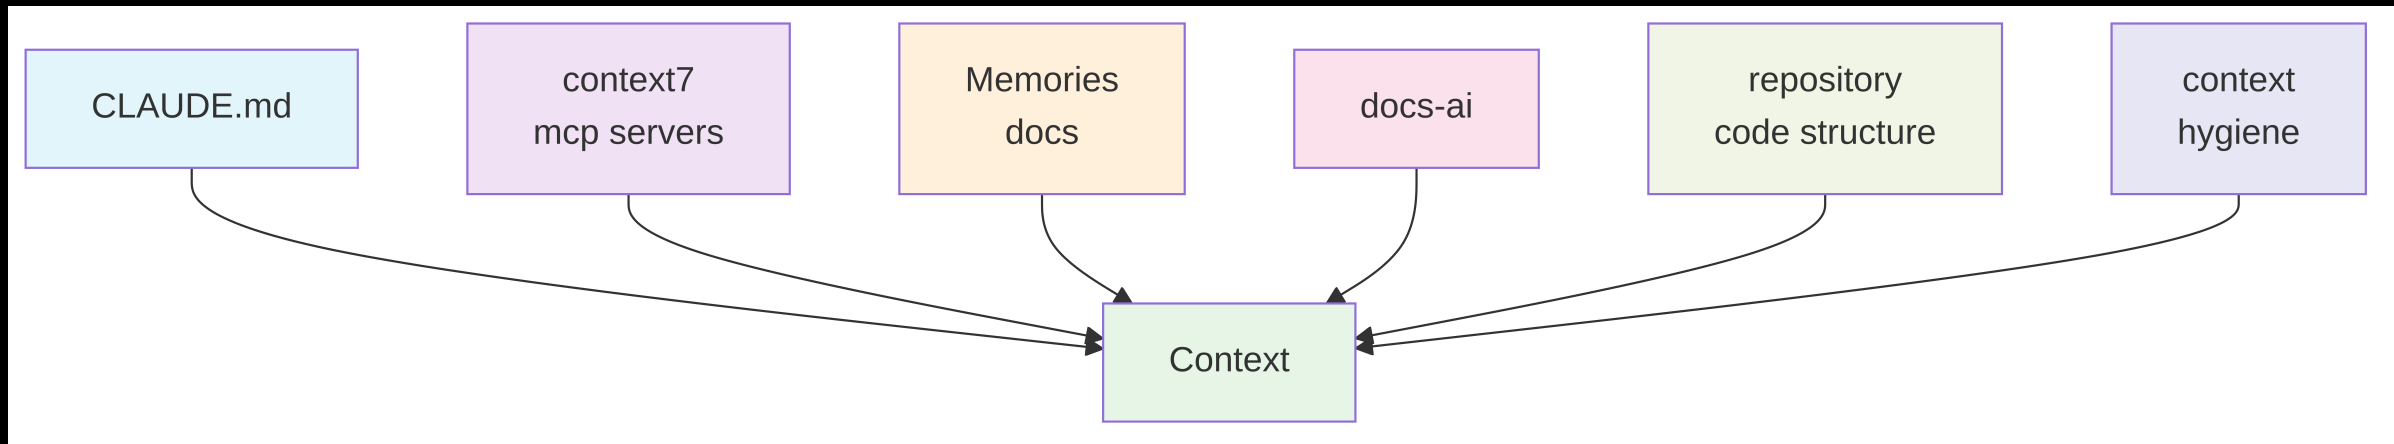 CLAUDE.md
context7
mcp servers
Memories
docs
docs-ai
repository
code structure
context
hygiene
Context